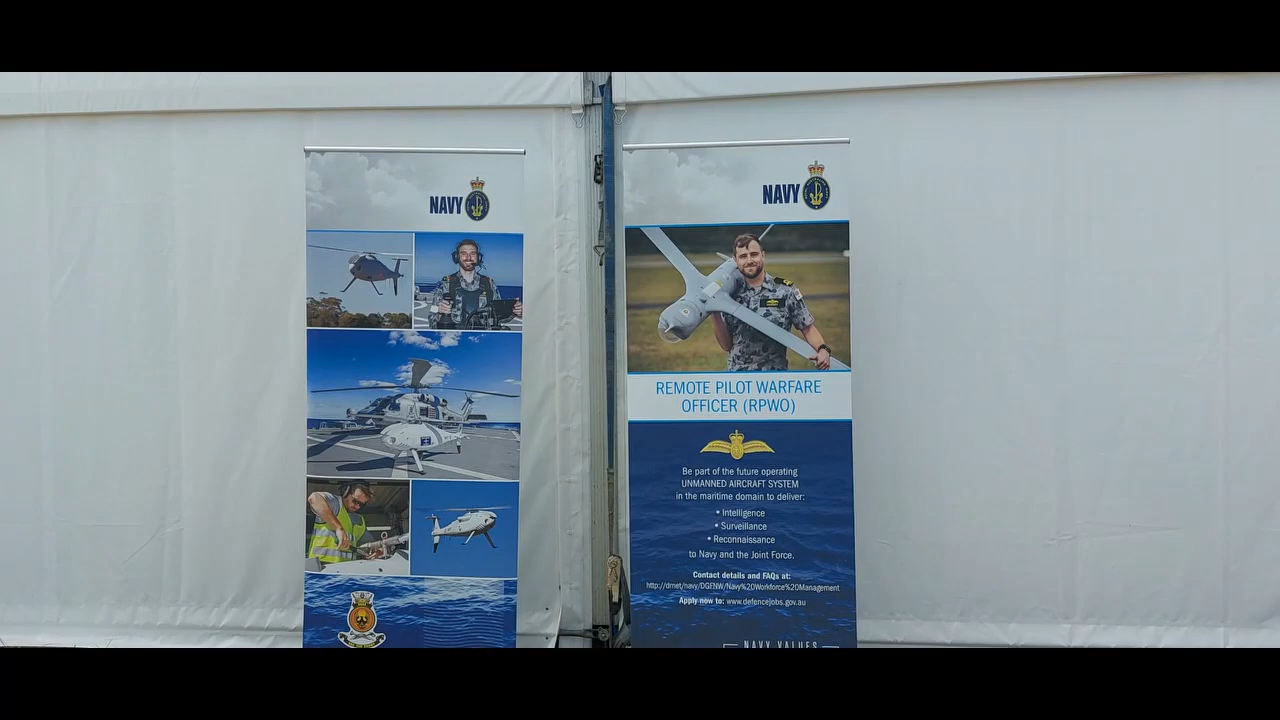 NAVY
NAVY
REMOTE PILOT WARFARE
OFFICER (RPWO)
Be part of the future operating
UNMANNED AIRCRAFT SYSTEM
in the maritime domain to deliver:
• Intelligence
• Surveillance
• Reconnaissance
to Navy and the Joint Force.
Contact details and FAQs at:
http://drnet/navy/DGENW/Navy%20Workforce%20Management
Apply now to: www.defencejobs.gov.au
NAVY VALUES